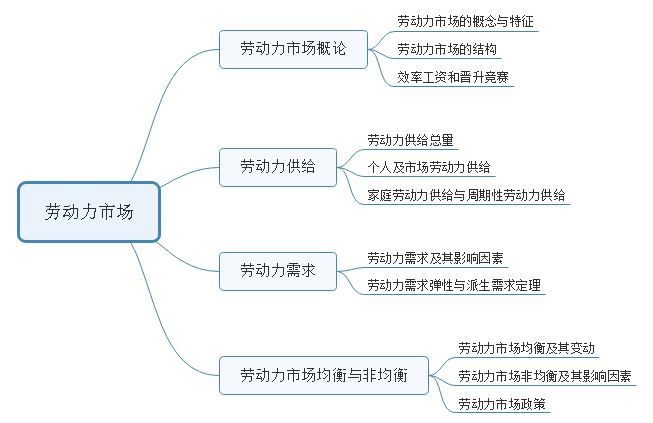 劳动力市场
劳动力市场概论
劳动力市场的概念与特征
劳动力市场的结构
效率工资和晋升竞赛
劳动力供给
劳动力供给总量
个人及市场劳动力供给
家庭劳动力供给与周期性劳动力供给
劳动力需求
劳动力需求及其影响因素
劳动力需求弹性与派生需求定理
劳动力市场均衡与非均衡
劳动力市场均衡及其变动
劳动力市场非均衡及其影响因素
劳动力市场政策